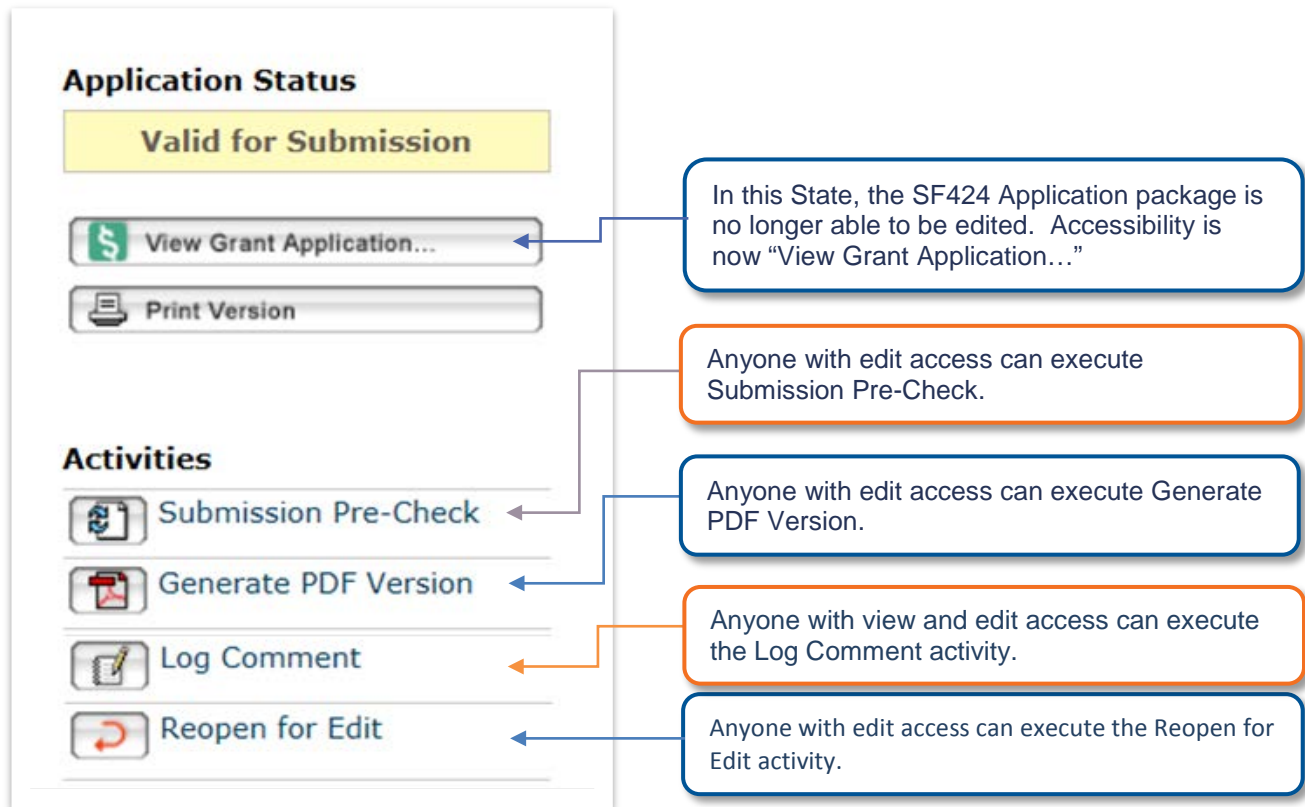 Application Status
Valid for Submission
View Grant Application...
Print Version
In this State, the SF424 Application package is
no longer able to be edited.  Accessibility is
now “View Grant Application…”
Anyone with edit access can execute
Submission Pre-Check.
Activities
Submission Pre-Check
Generate PDF Version
Log Comment
Reopen for Edit
Anyone with edit access can execute Generate
PDF Version.
Anyone with view and edit access can execute
the Log Comment activity.
Anyone with edit access can execute the Reopen for
Edit activity.